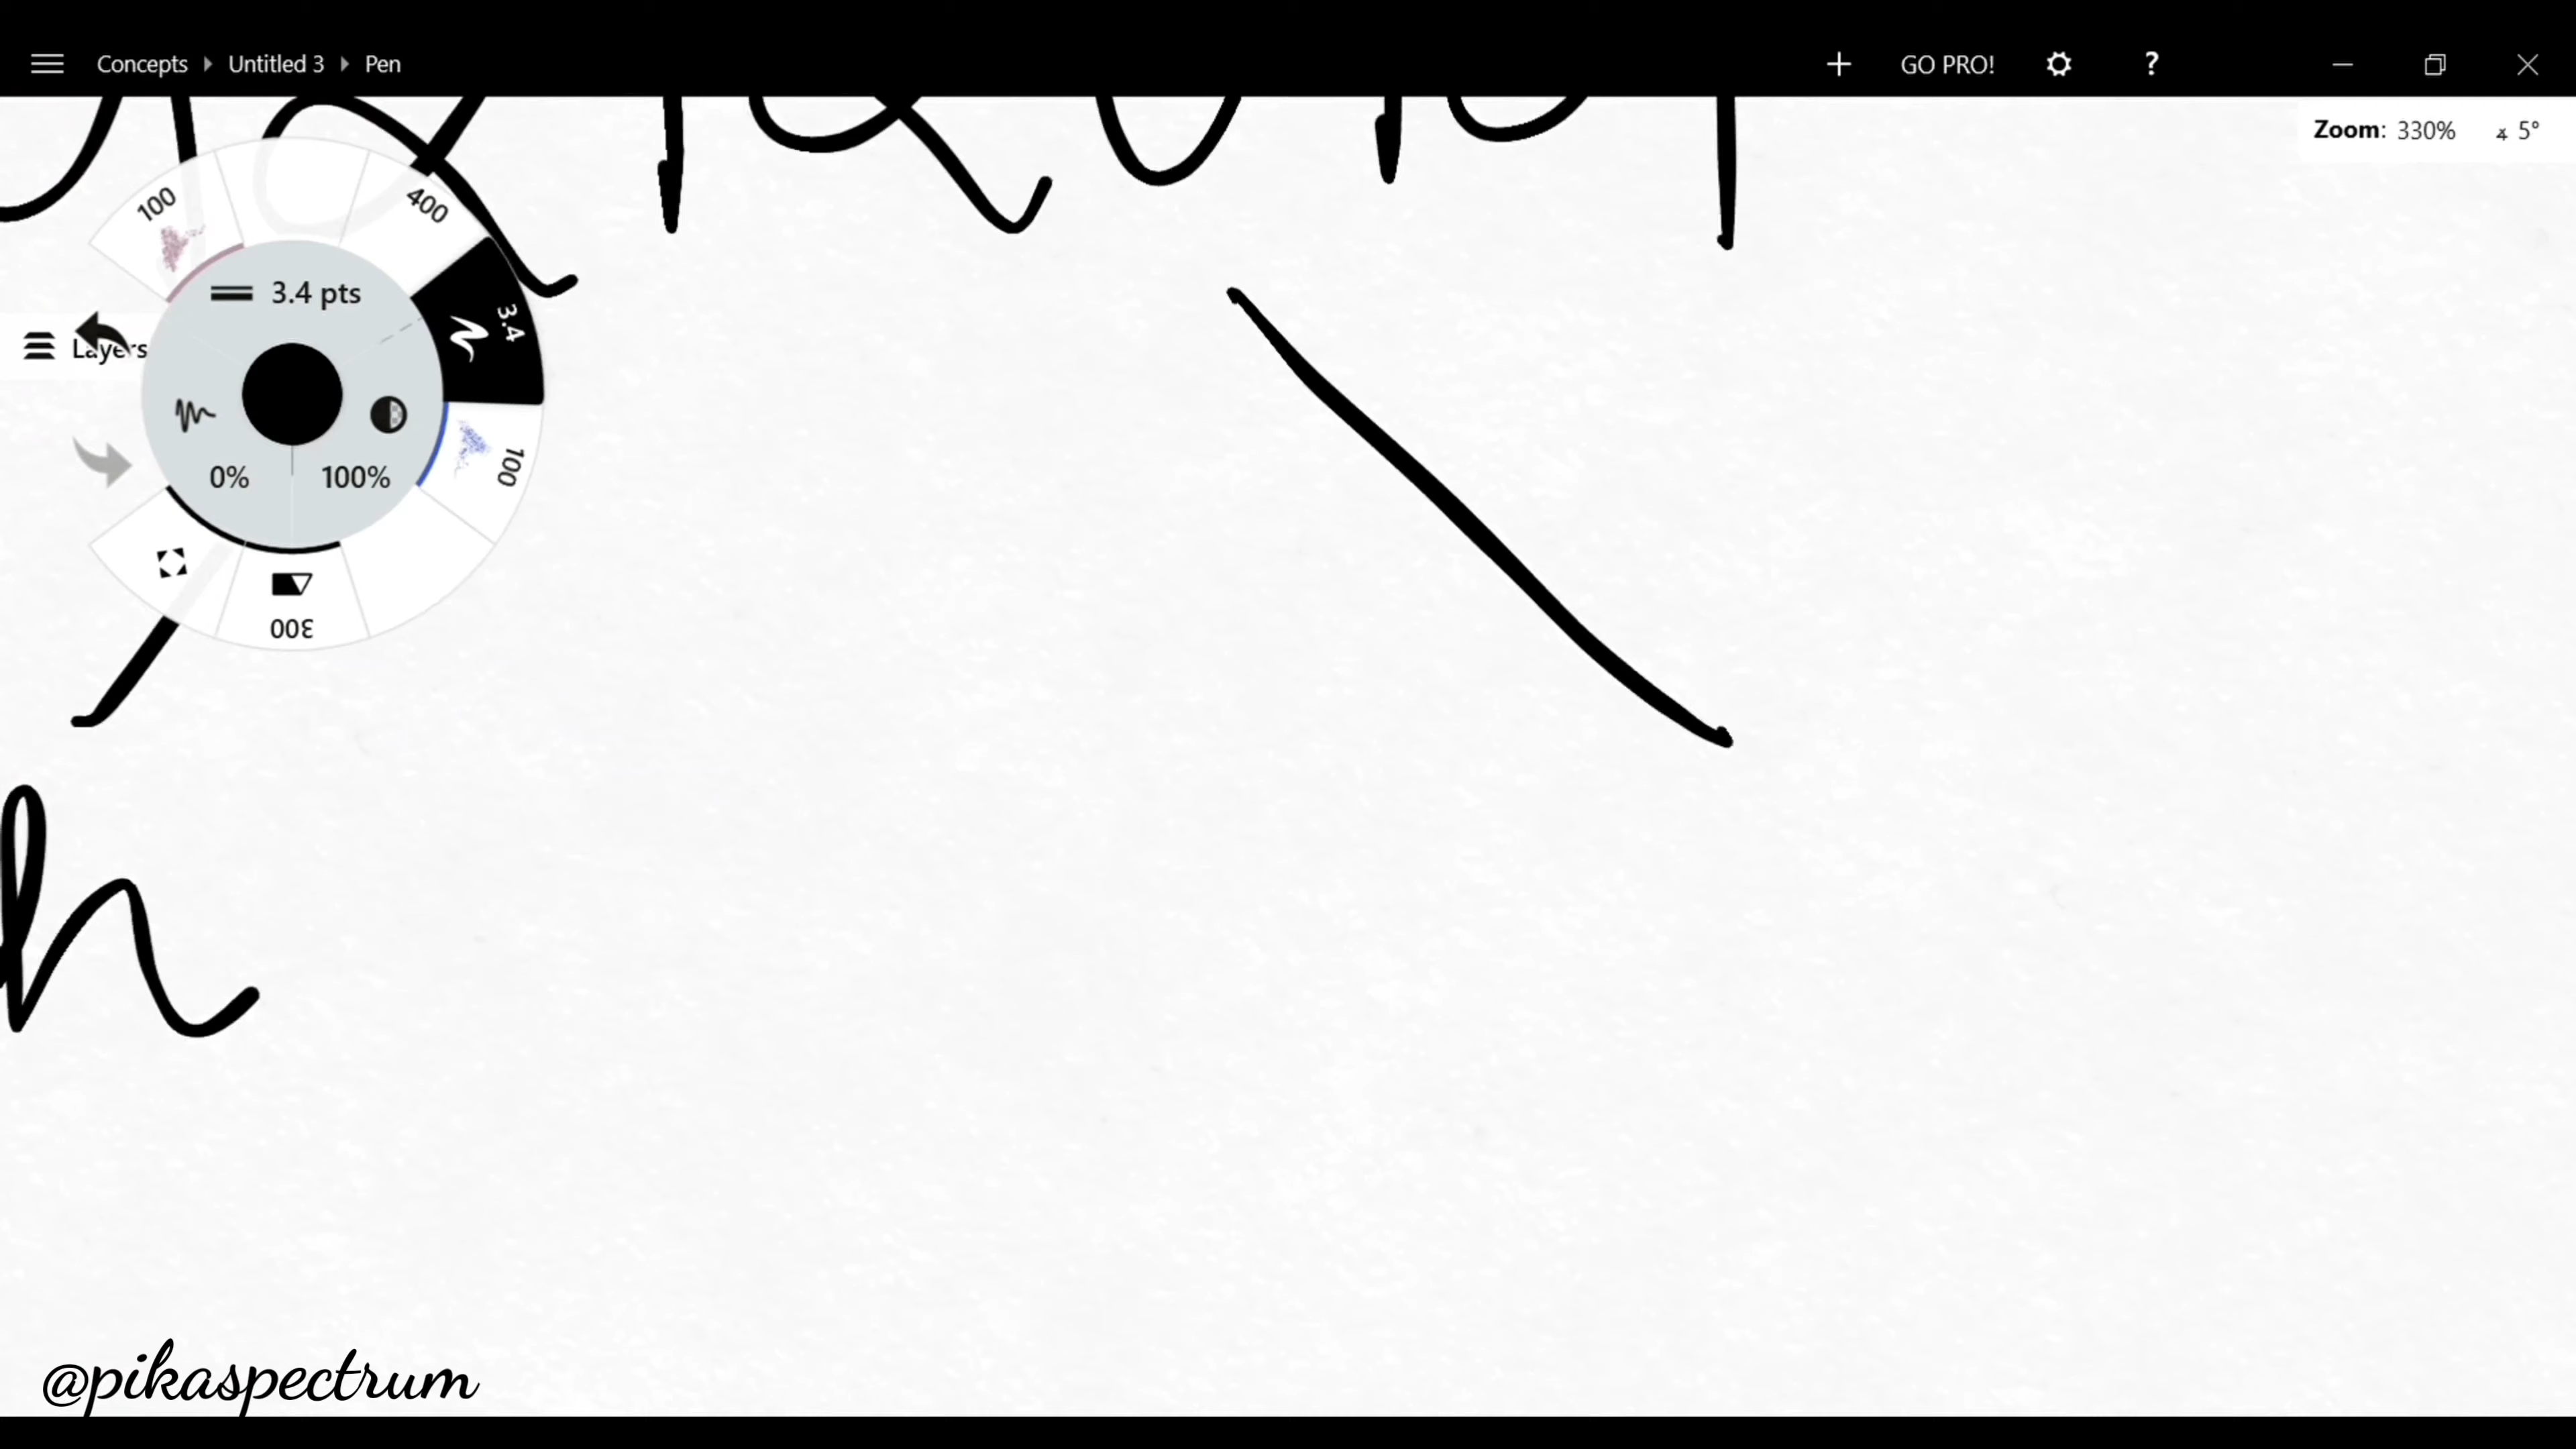 Concepts Untitled 3 Pen GO PRO! ?
Zoom: 330% 5°
100
400
3.4 pts
3.4
Layers
0% 100%
100
300
h
@pikaspectrum